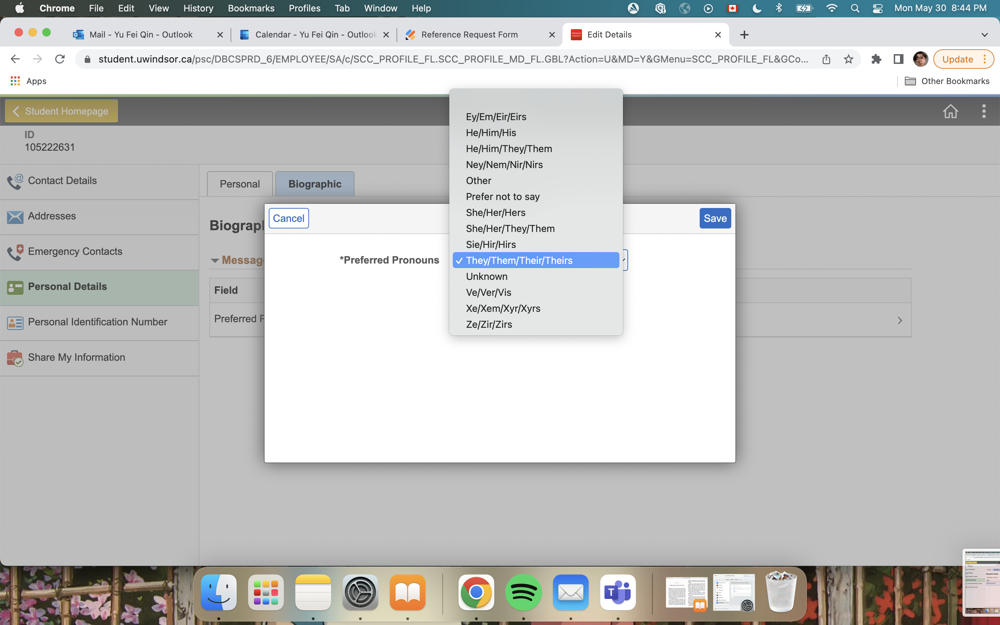 Chrome File Edit View History Bookmarks Profiles Tab Window Help Mon May 30 8:44 PM
Mail - Yu Fei Qin - Outlook Calendar - Yu Fei Qin - Outlook Reference Request Form Edit Details
student.uwindsor.ca/psc/DBCSPRD_6/EMPLOYEE/SA/c/SCC_PROFILE_FL.SCC_PROFILE_MD_FL.GBL?Action=U&MD=Y&GMenu=SCC_PROFILE_FL&GCo... Update
Apps Other Bookmarks
Student Homepage
ID
105222631
Contact Details
Addresses
Emergency Contacts
Personal Details
Personal Identification Number
Share My Information
Personal Biographic
Biograp
Messag
Field
Preferred
Cancel Save
*Preferred Pronouns
Ey/Em/Eir/Eirs
He/Him/His
He/Him/They/Them
Ney/Nem/Nir/Nirs
Other
Prefer not to say
She/Her/Hers
She/Her/They/Them
Sie/Hir/Hirs
They/Them/Their/Theirs
Unknown
Ve/Ver/Vis
Xe/Xem/Xyr/Xyrs
Ze/Zir/Zirs